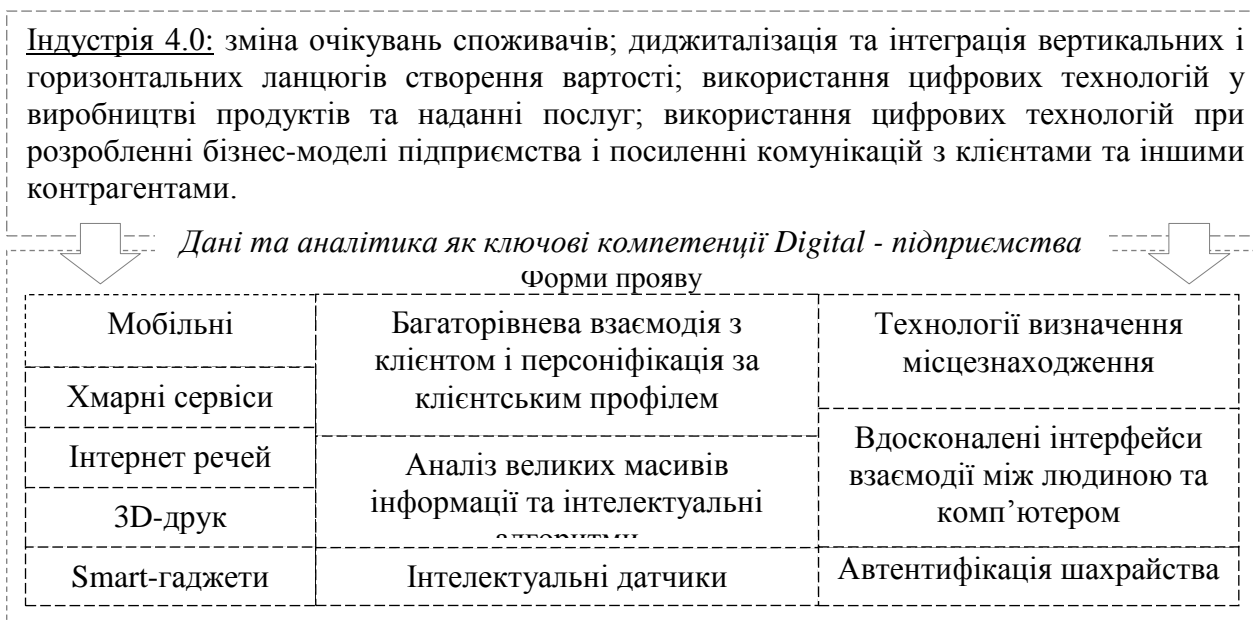 Індустрія 4.0: зміна очікувань споживачів; диджиталізація та інтеграція вертикальних і
горизонтальних ланцюгів створення вартості; використання цифрових технологій у
виробництві продуктів та наданні послуг; використання цифрових технологій при
розробленні бізнес-моделі підприємства і посиленні комунікацій з клієнтами та іншими
контрагентами.
Дані та аналітика як ключові компетенції Digital - підприємства
Форми прояву
Мобільні
Хмарні сервіси
Інтернет речей
3D-друк
Smart-гаджети
Багаторівнева взаємодія з
клієнтом і персоніфікація за
клієнтським профілем
Аналіз великих масивів
інформації та інтелектуальні
алгоритми
Інтелектуальні датчики
Технології визначення
місцезнаходження
Вдосконалені інтерфейси
взаємодії між людиною та
комп’ютером
Автентифікація шахрайства